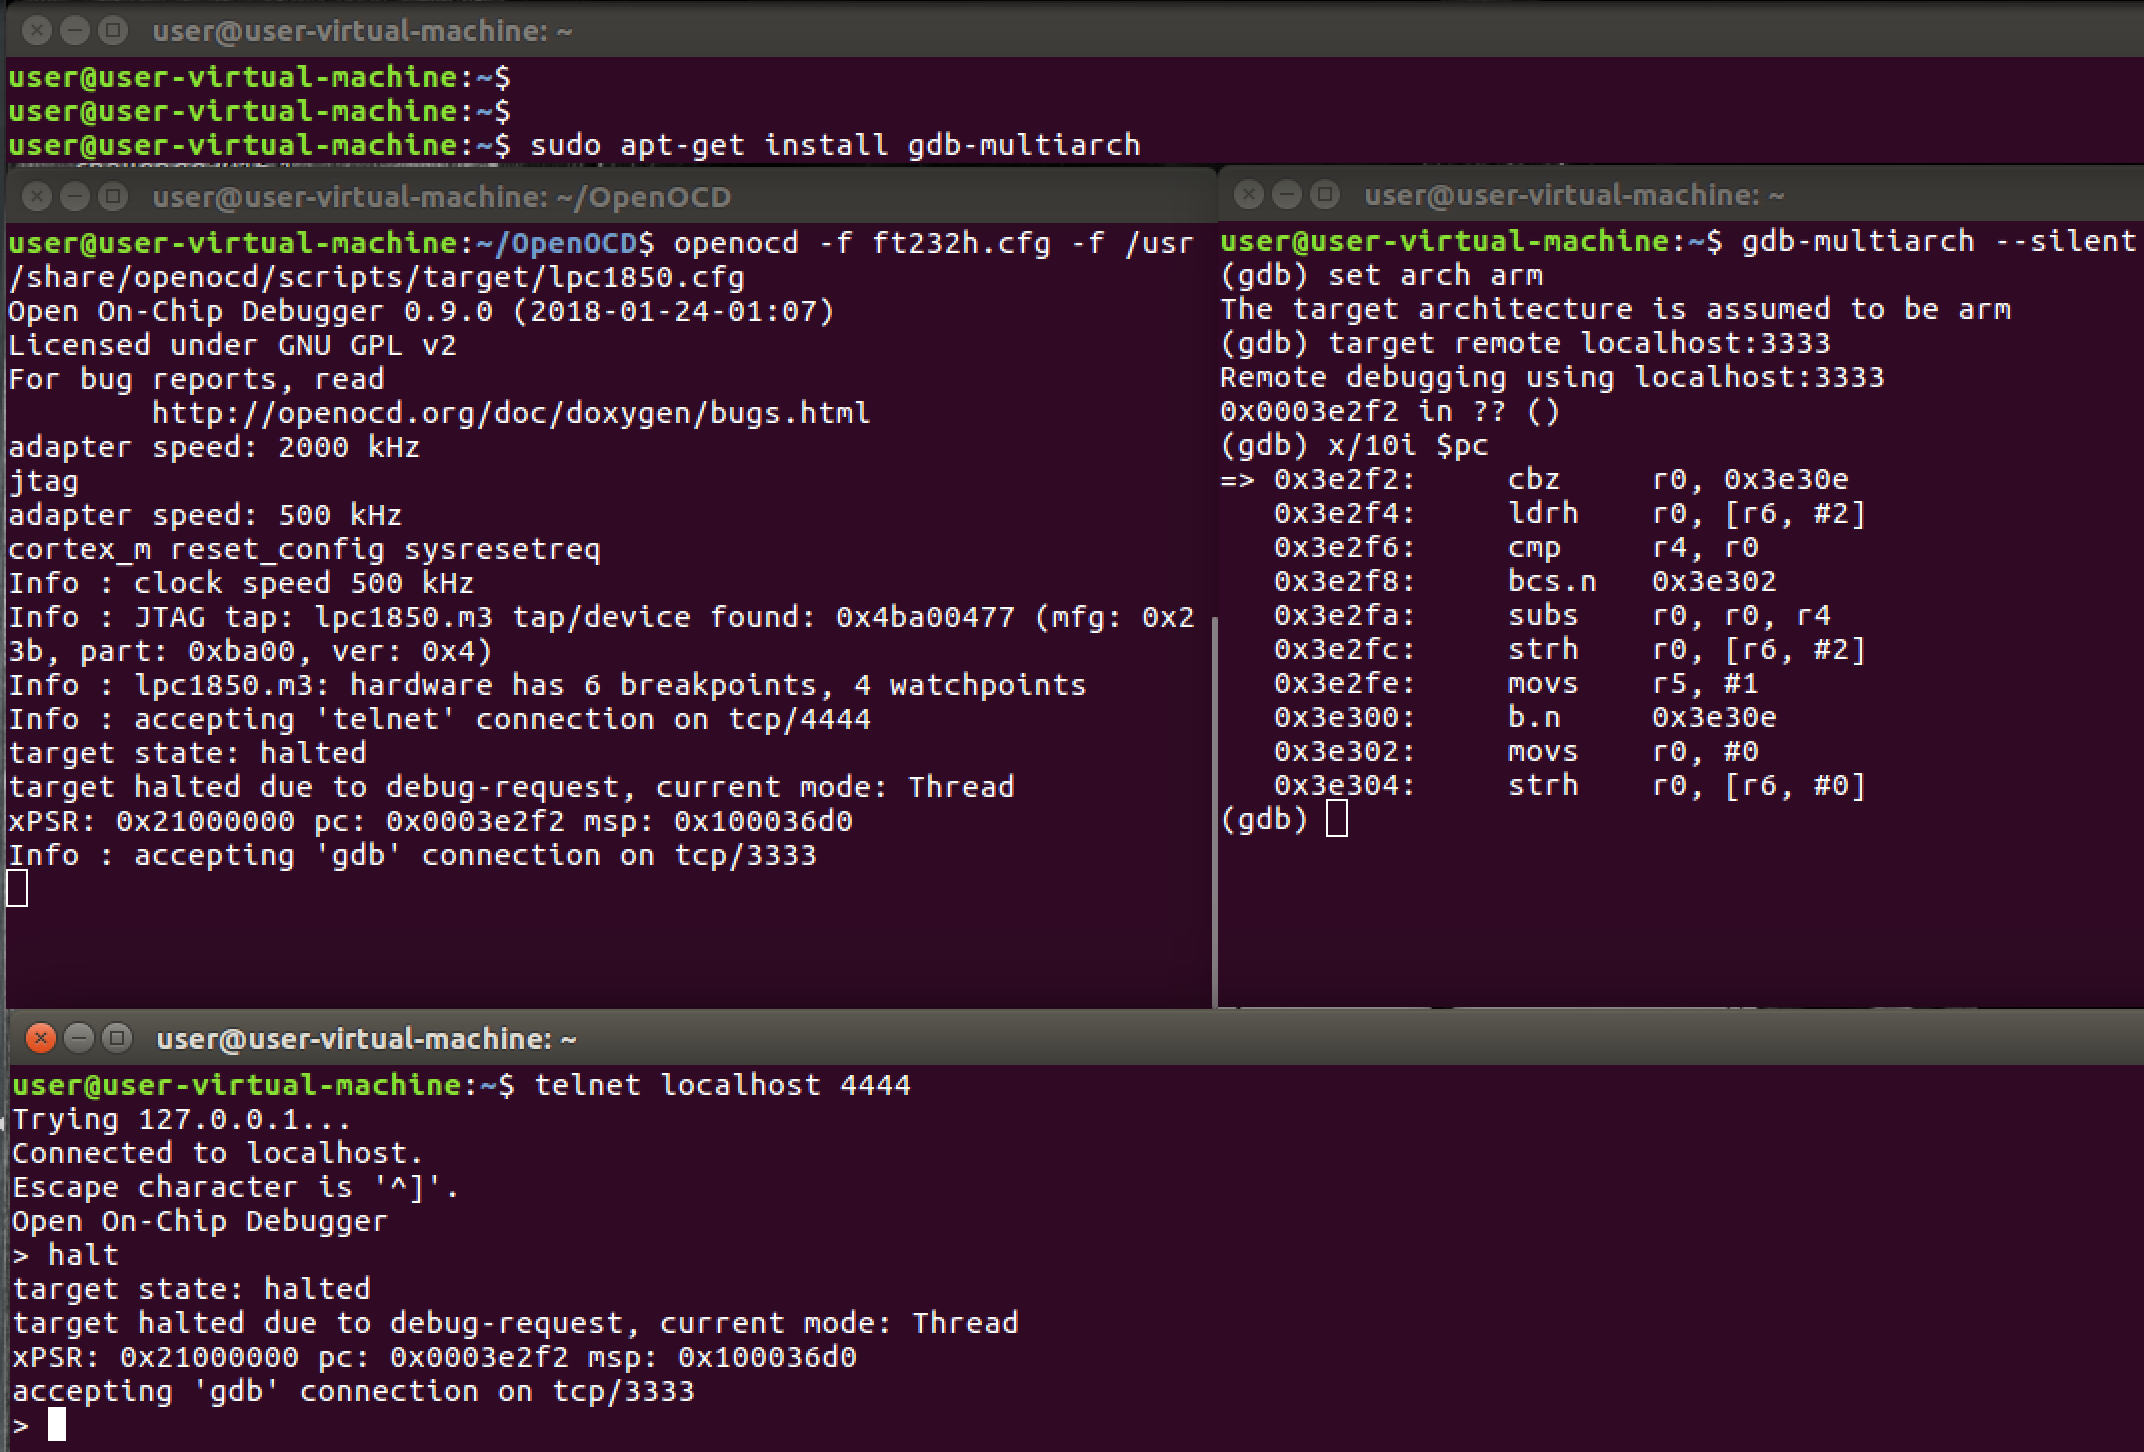 user@user-virtual-machine: ~
user@user-virtual-machine:~$
user@user-virtual-machine:~$
user@user-virtual-machine:~$ sudo apt-get install gdb-multiarch
user@user-virtual-machine: ~/OpenOCD
user@user-virtual-machine:~/OpenOCD$ openocd -f ft232h.cfg -f /usr
/share/openocd/scripts/target/lpc1850.cfg
Open On-Chip Debugger 0.9.0 (2018-01-24-01:07)
Licensed under GNU GPL v2
For bug reports, read
        http://openocd.org/doc/doxygen/bugs.html
adapter speed: 2000 kHz
jtag
adapter speed: 500 kHz
cortex_m reset_config sysresetreq
Info : clock speed 500 kHz
Info : JTAG tap: lpc1850.m3 tap/device found: 0x4ba00477 (mfg: 0x2
3b, part: 0xba00, ver: 0x4)
Info : lpc1850.m3: hardware has 6 breakpoints, 4 watchpoints
Info : accepting 'telnet' connection on tcp/4444
target state: halted
target halted due to debug-request, current mode: Thread
xPSR: 0x21000000 pc: 0x0003e2f2 msp: 0x100036d0
Info : accepting 'gdb' connection on tcp/3333
user@user-virtual-machine: ~
user@user-virtual-machine:~$ gdb-multiarch --silent
(gdb) set arch arm
The target architecture is assumed to be arm
(gdb) target remote localhost:3333
Remote debugging using localhost:3333
0x0003e2f2 in ?? ()
(gdb) x/10i $pc
=> 0x3e2f2:     cbz     r0, 0x3e30e
   0x3e2f4:     ldrh    r0, [r6, #2]
   0x3e2f6:     cmp     r4, r0
   0x3e2f8:     bcs.n   0x3e302
   0x3e2fa:     subs    r0, r0, r4
   0x3e2fc:     strh    r0, [r6, #2]
   0x3e2fe:     movs    r5, #1
   0x3e300:     b.n     0x3e30e
   0x3e302:     movs    r0, #0
   0x3e304:     strh    r0, [r6, #0]
(gdb)
user@user-virtual-machine: ~
user@user-virtual-machine:~$ telnet localhost 4444
Trying 127.0.0.1...
Connected to localhost.
Escape character is '^]'.
Open On-Chip Debugger
> halt
target state: halted
target halted due to debug-request, current mode: Thread
xPSR: 0x21000000 pc: 0x0003e2f2 msp: 0x100036d0
accepting 'gdb' connection on tcp/3333
>